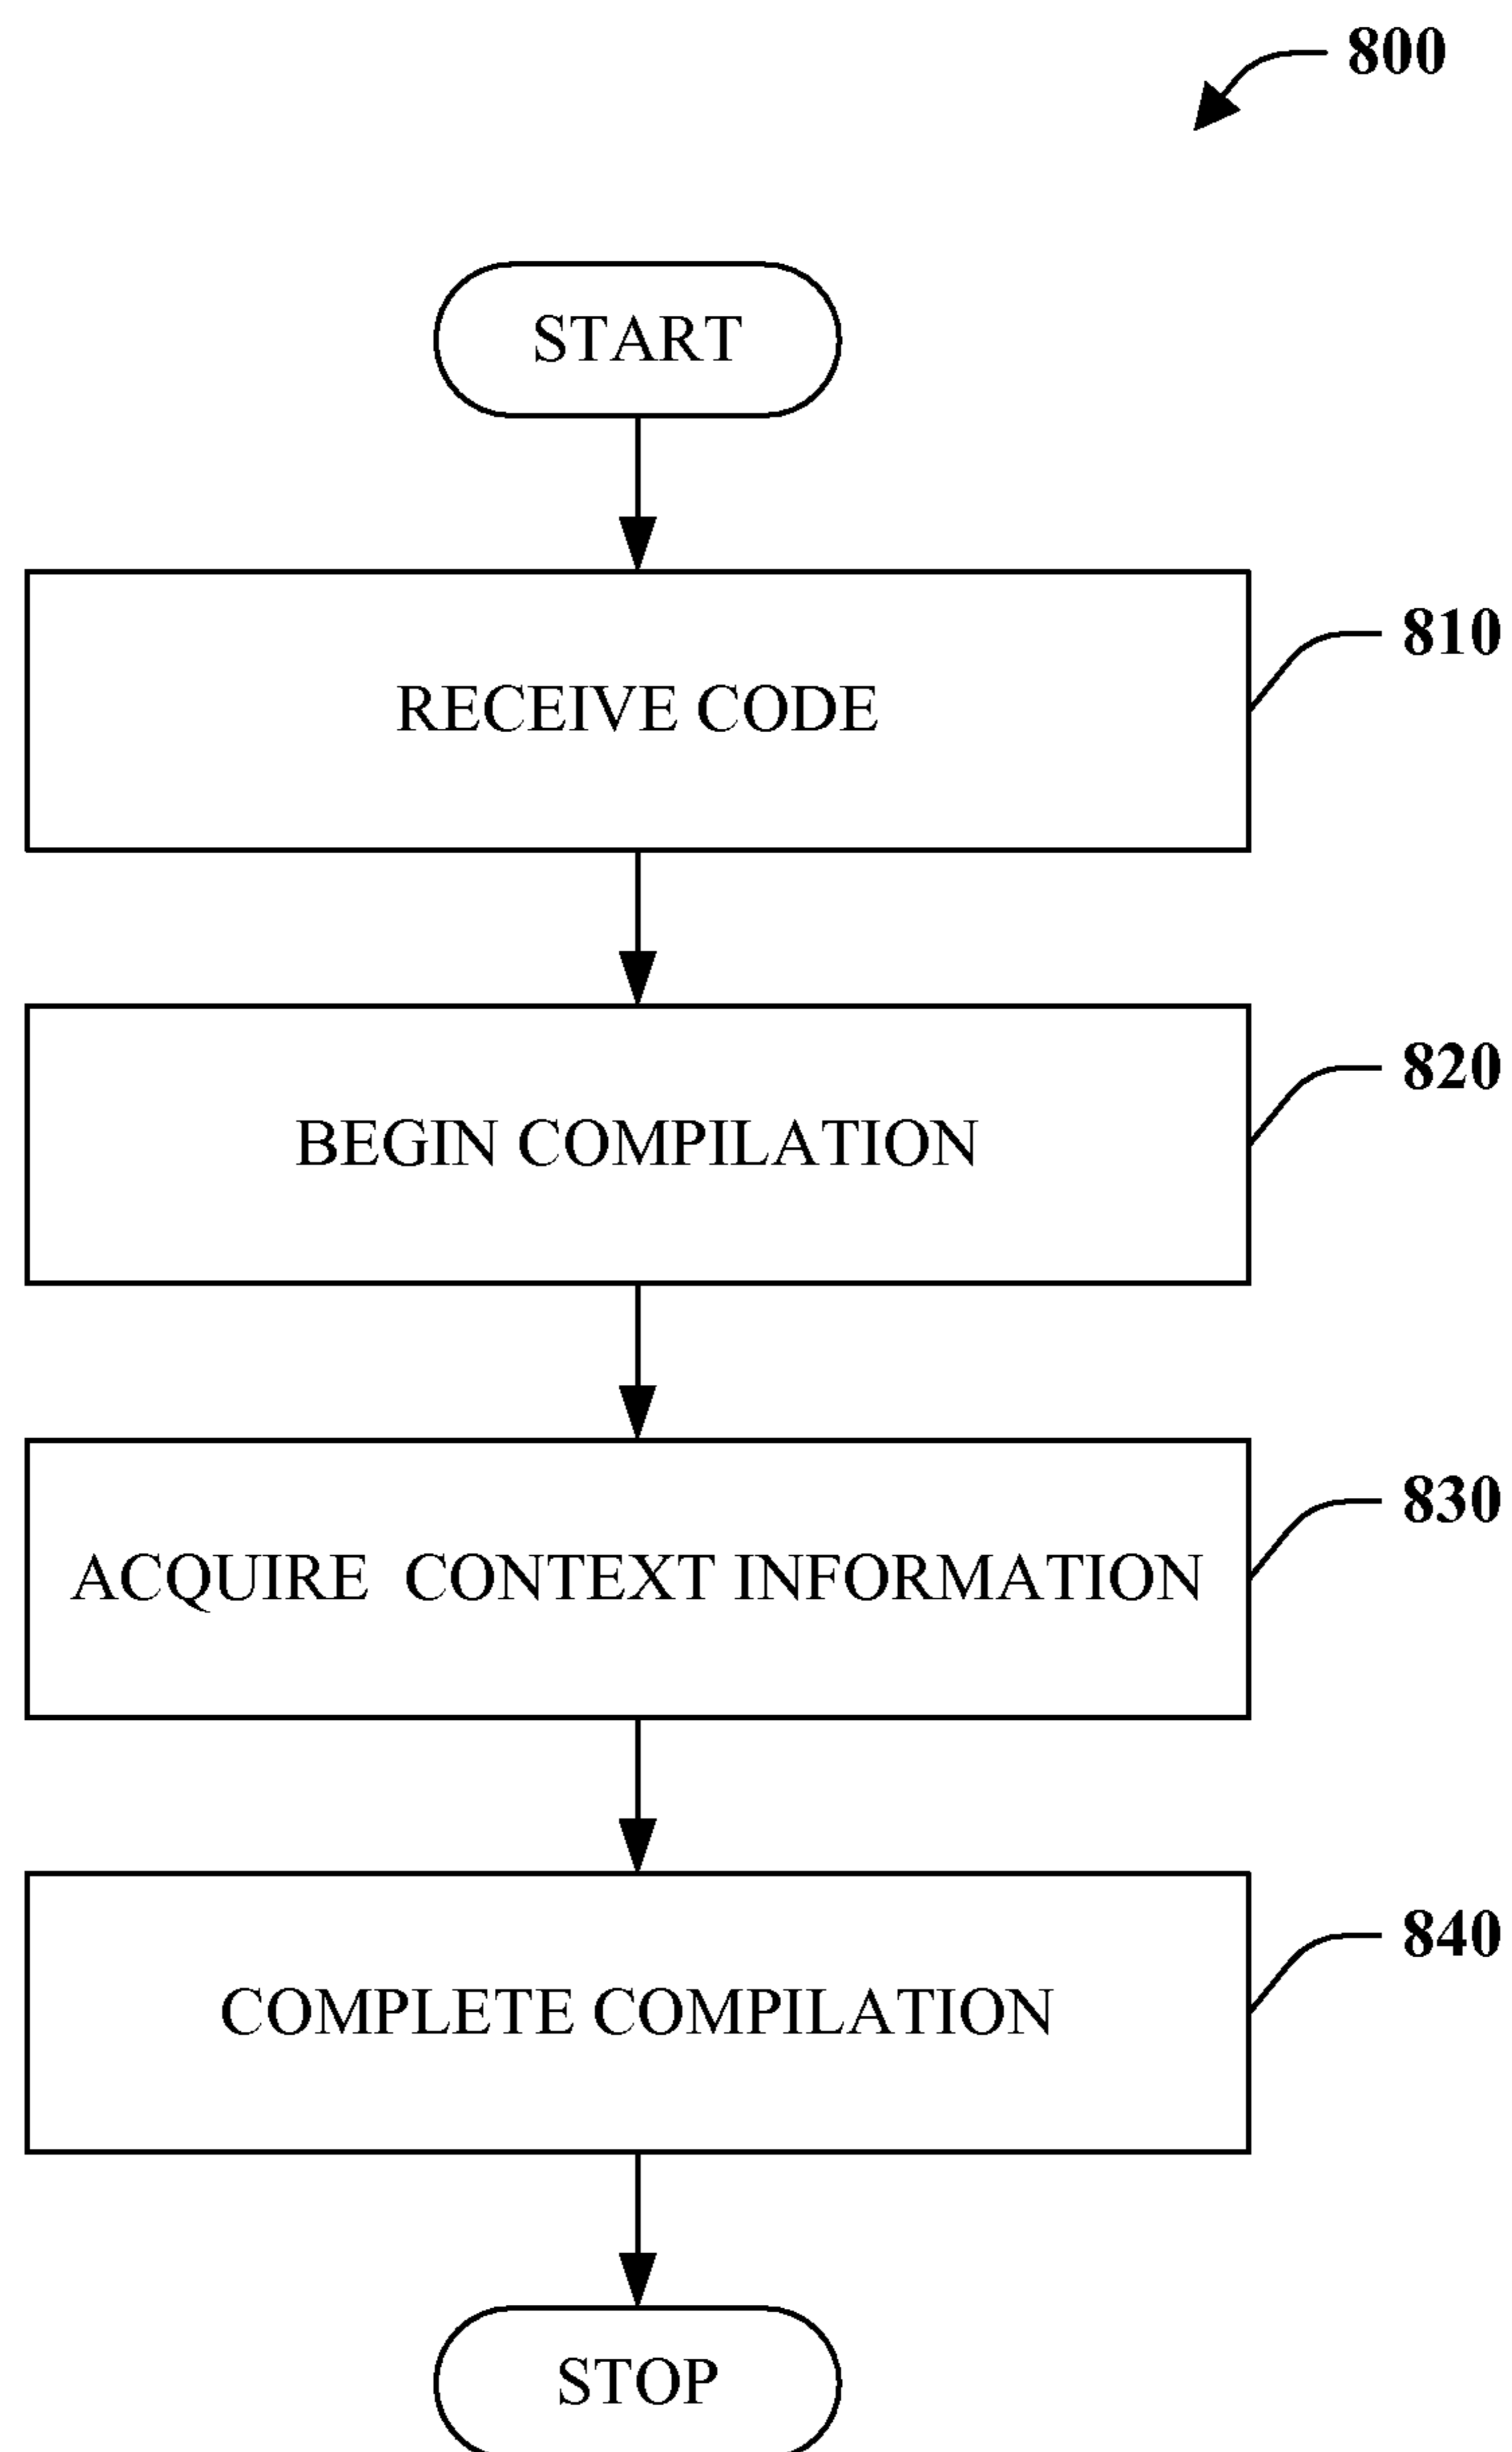 800
START
RECEIVE CODE
810
BEGIN COMPILATION
820
ACQUIRE CONTEXT INFORMATION
830
COMPLETE COMPILATION
840
STOP